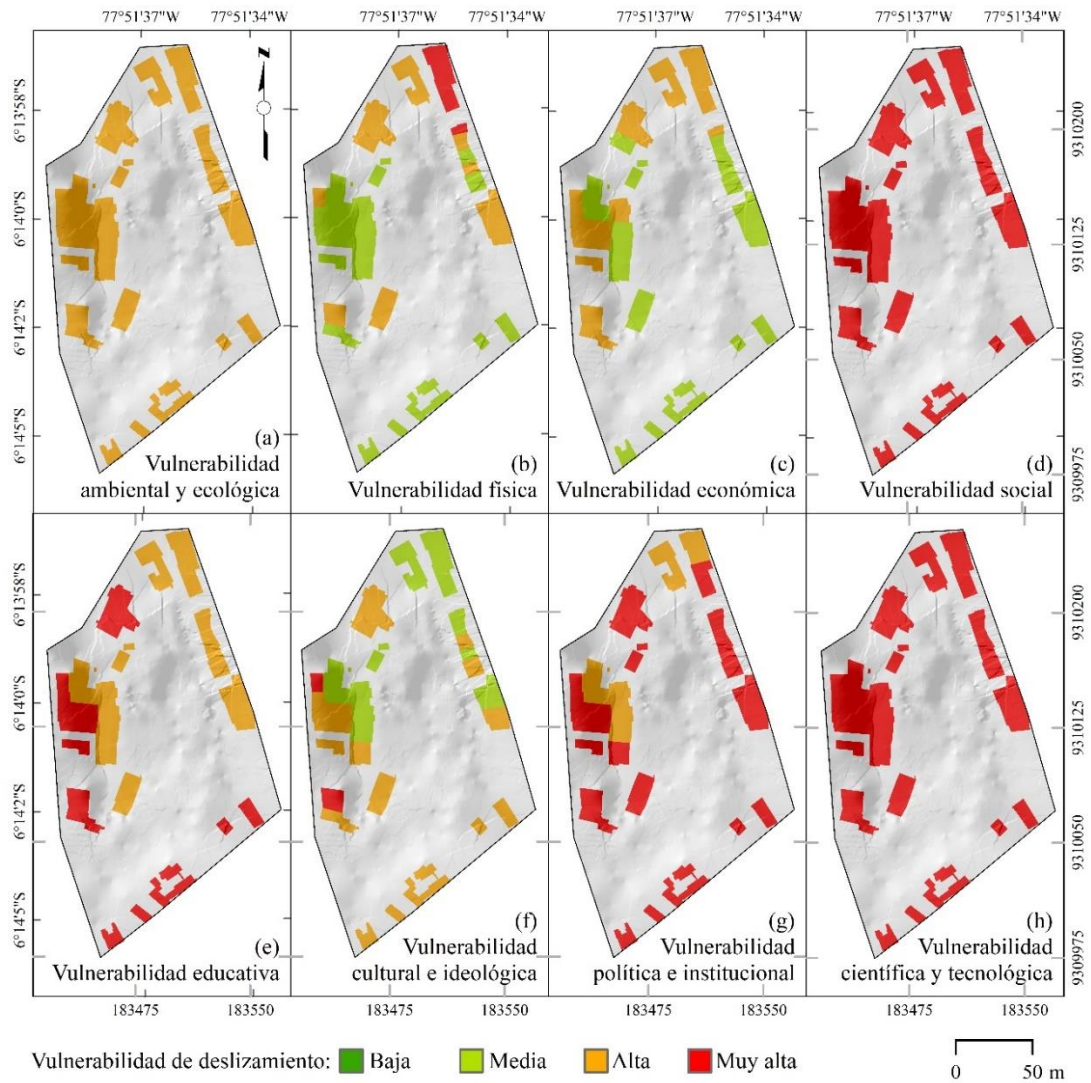 77°51'37"W 77°51'34"W 77°51'37"W 77°51'34"W 77°51'37"W 77°51'34"W 77°51'37"W 77°51'34"W
N
6°13'58"S
6°14'0"S
6°14'2"S
6°14'5"S
9310200
9310125
9310050
9309975
(a)
Vulnerabilidad
ambiental y ecológica
(b)
Vulnerabilidad física
(c)
Vulnerabilidad económica
(d)
Vulnerabilidad social
6°13'58"S
6°14'0"S
6°14'2"S
6°14'5"S
9310200
9310125
9310050
9309975
(e)
Vulnerabilidad educativa
(f)
Vulnerabilidad
cultural e ideológica
(g)
Vulnerabilidad
política e institucional
(h)
Vulnerabilidad
científica y tecnológica
183475 183550 183475 183550 183475 183550 183475 183550
Vulnerabilidad de deslizamiento: Baja Media Alta Muy alta
0 50 m